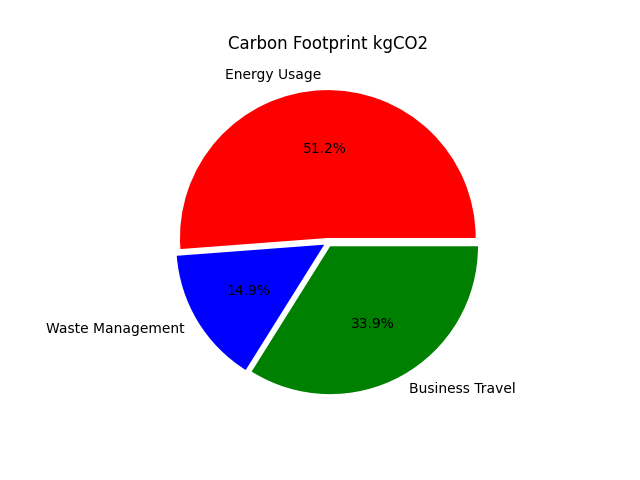 Carbon Footprint kgCO2
Energy Usage
51.2%
14.9%
Waste Management
33.9%
Business Travel